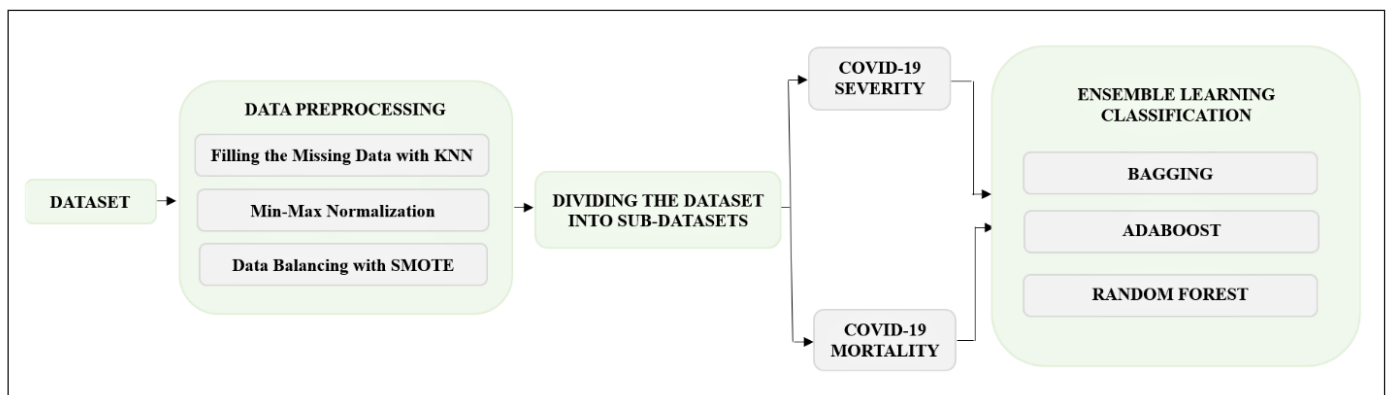 DATASET
DATA PREPROCESSING
Filling the Missing Data with KNN
Min-Max Normalization
Data Balancing with SMOTE
DIVIDING THE DATASET
INTO SUB-DATASETS
COVID-19
SEVERITY
COVID-19
MORTALITY
ENSEMBLE LEARNING
CLASSIFICATION
BAGGING
ADABOOST
RANDOM FOREST